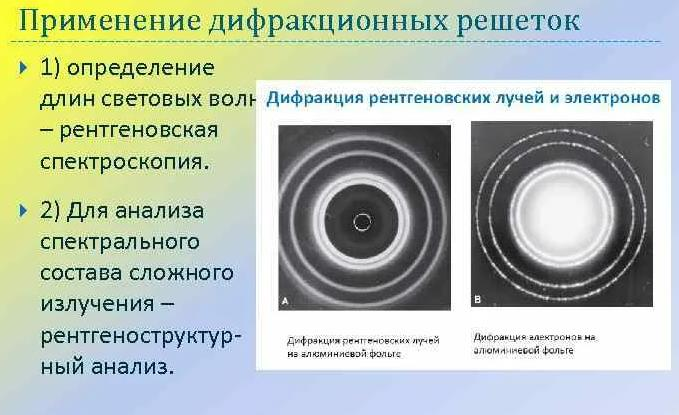 Применение дифракционных решеток
1) определение
длин световых волн
– рентгеновская
спектроскопия.
2) Для анализа
спектрального
состава сложного
излучения –
рентгеноструктур-
ный анализ.
Дифракция рентгеновских лучей и электронов
A
B
Дифракция рентгеновских лучей
на алюминиевой фольге
Дифракция электронов на
алюминиевой фольге